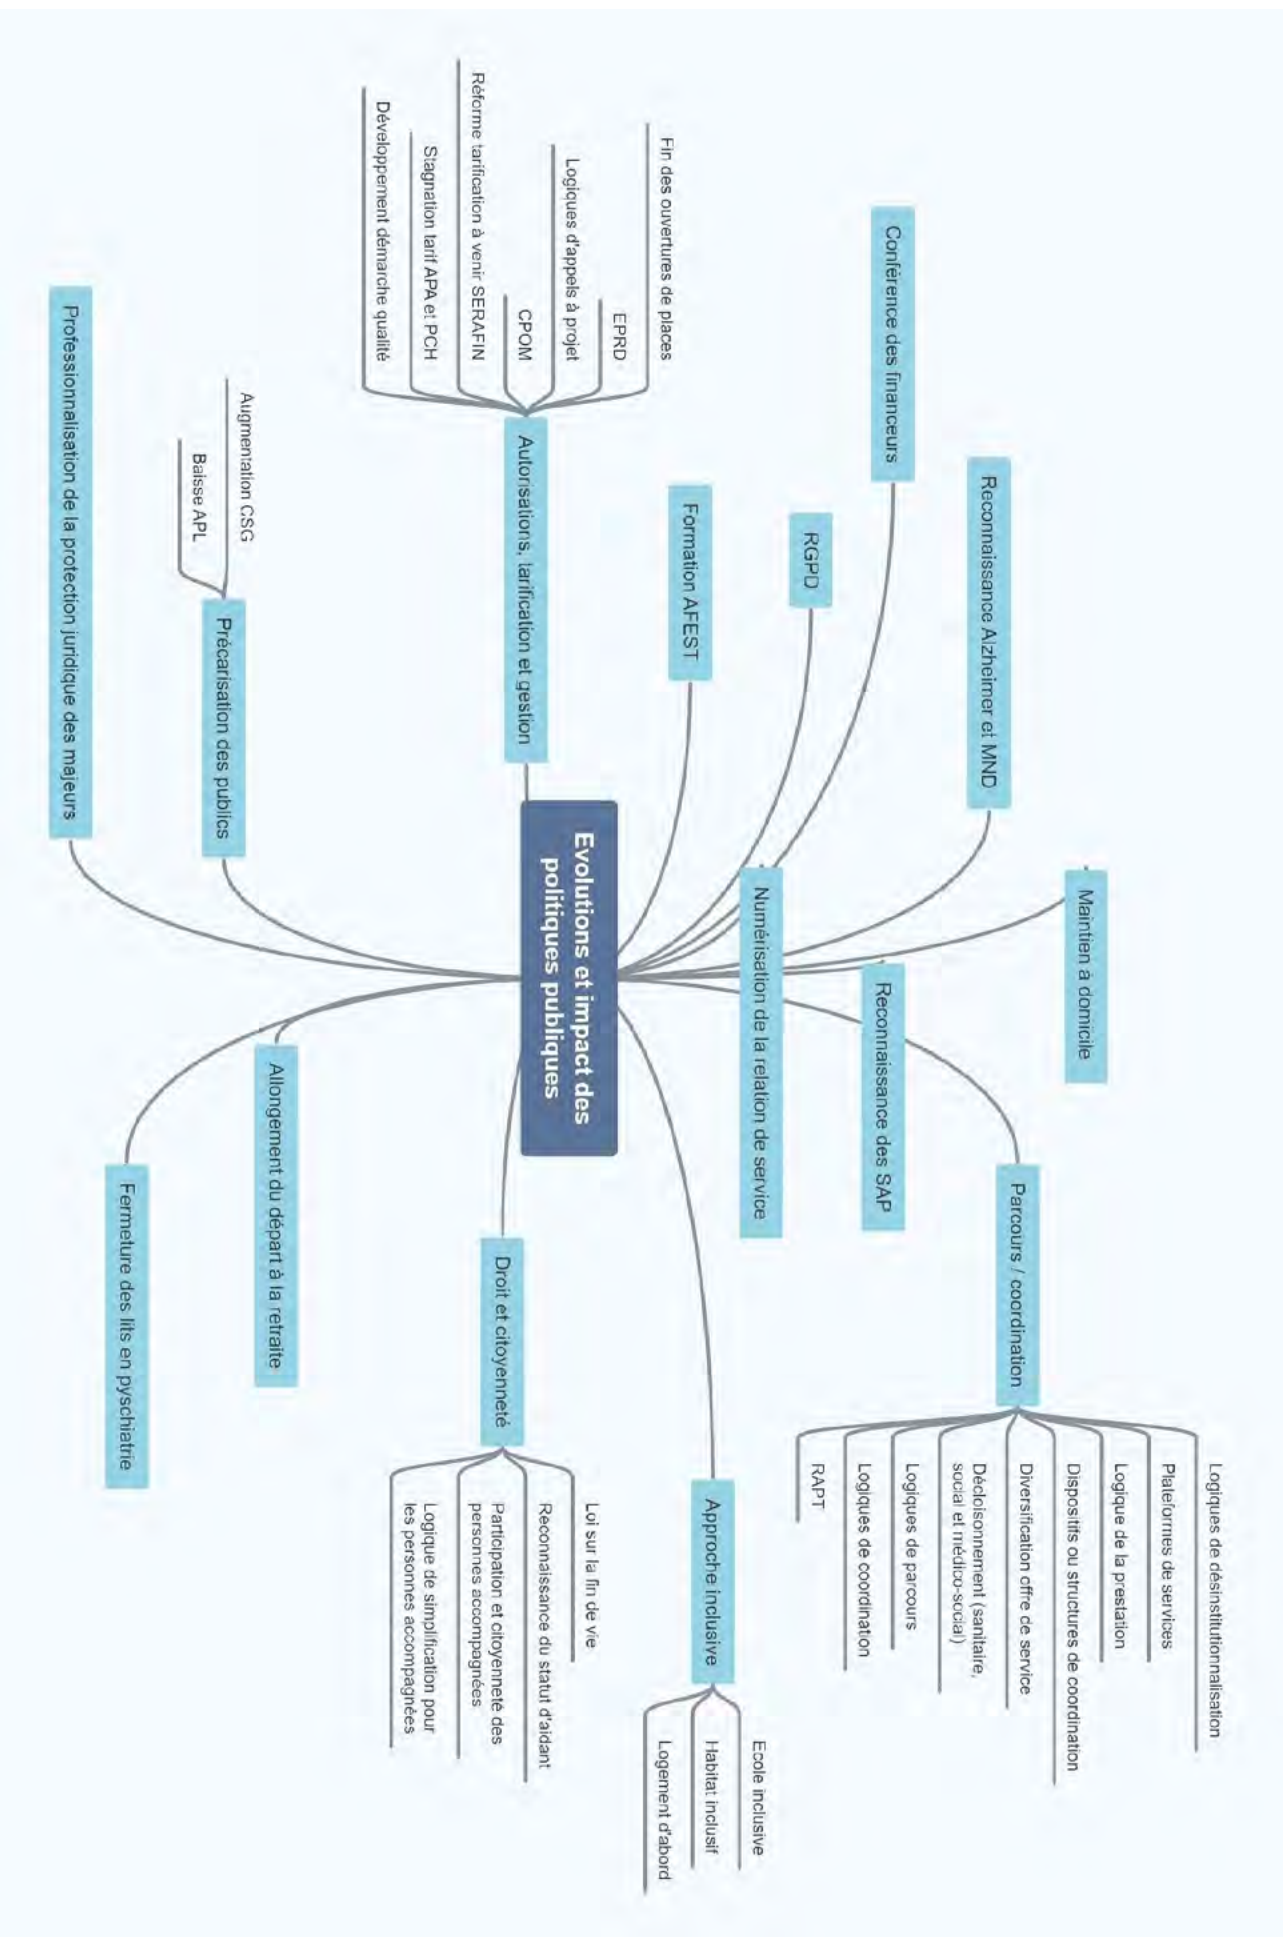 Evolutions et impact des
politiques publiques
Maintien à domicile
Reconnaissance Alzheimer et MND
Conférence des financeurs
RGPD
Formation AFEST
Autorisations, tarification et gestion
Fin des ouvertures de places
EPRD
Logiques d'appels à projet
CPOM
Réforme tarification à venir SERAFIN
Stagnation tarif APA et PCH
Développement démarche qualité
Précarisation des publics
Augmentation CSG
Baisse APL
Professionnalisation de la protection juridique des majeurs
Reconnaissance des SAP
Numérisation de la relation de service
Parcours / coordination
Logiques de désinstitutionnalisation
Plateformes de services
Logique de la prestation
Dispositifs ou structures de coordination
Diversification offre de service
Décloisonnement (sanitaire,
social et médico-social)
Logiques de parcours
Logiques de coordination
RAPT
Approche inclusive
Ecole inclusive
Habitat inclusif
Logement d'abord
Droit et citoyenneté
Loi sur la fin de vie
Reconnaissance du statut d'aidant
Participation et citoyenneté des
personnes accompagnées
Logique de simplification pour
les personnes accompagnées
Allongement du départ à la retraite
Fermeture des lits en pyschiatrie